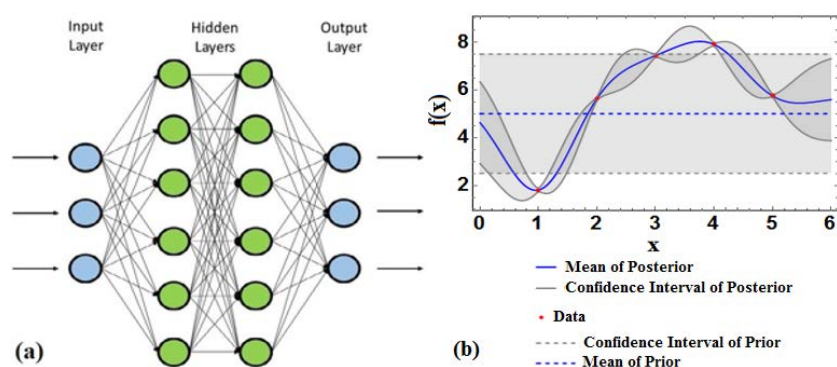 Input
Layer
Hidden
Layers
Output
Layer
(a)
f(x)
8
6
4
2
0
1
2
3
4
5
6
x
Mean of Posterior
Confidence Interval of Posterior
Data
Confidence Interval of Prior
Mean of Prior
(b)